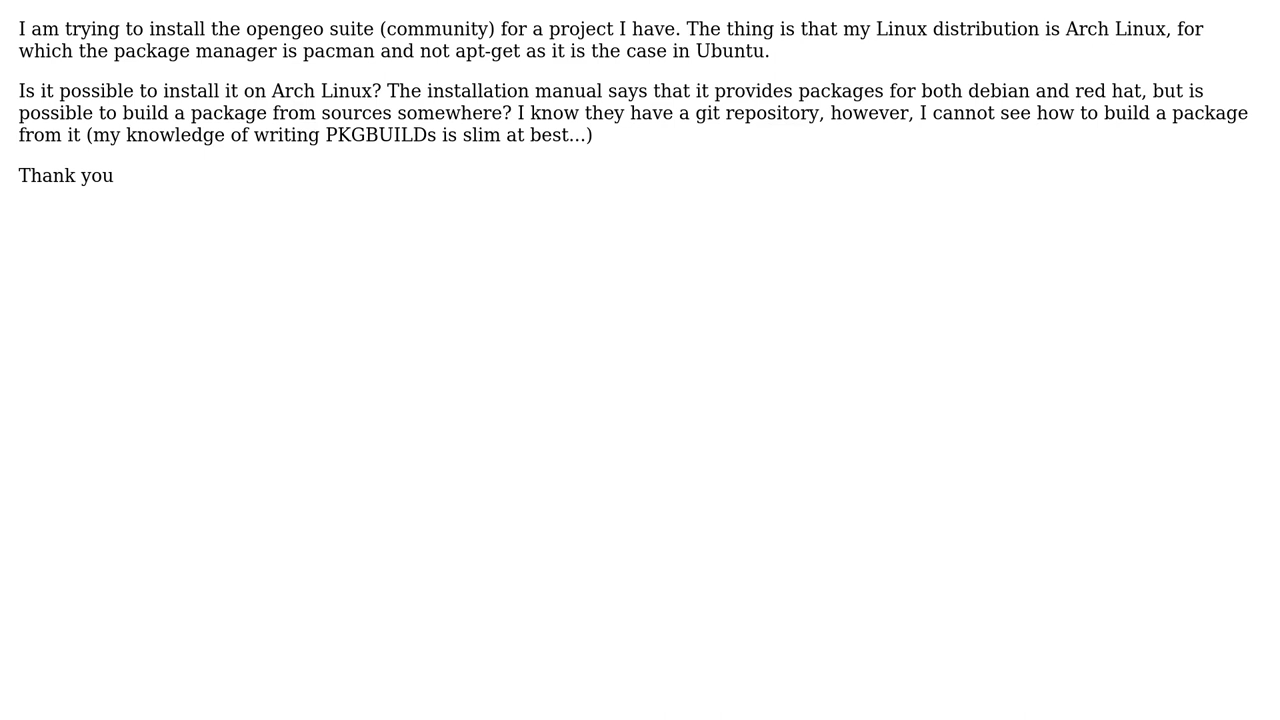 I am trying to install the opengeo suite (community) for a project I have. The thing is that my Linux distribution is Arch Linux, for
which the package manager is pacman and not apt-get as it is the case in Ubuntu.
Is it possible to install it on Arch Linux? The installation manual says that it provides packages for both debian and red hat, but is
possible to build a package from sources somewhere? I know they have a git repository, however, I cannot see how to build a package
from it (my knowledge of writing PKGBUILDs is slim at best...)
Thank you